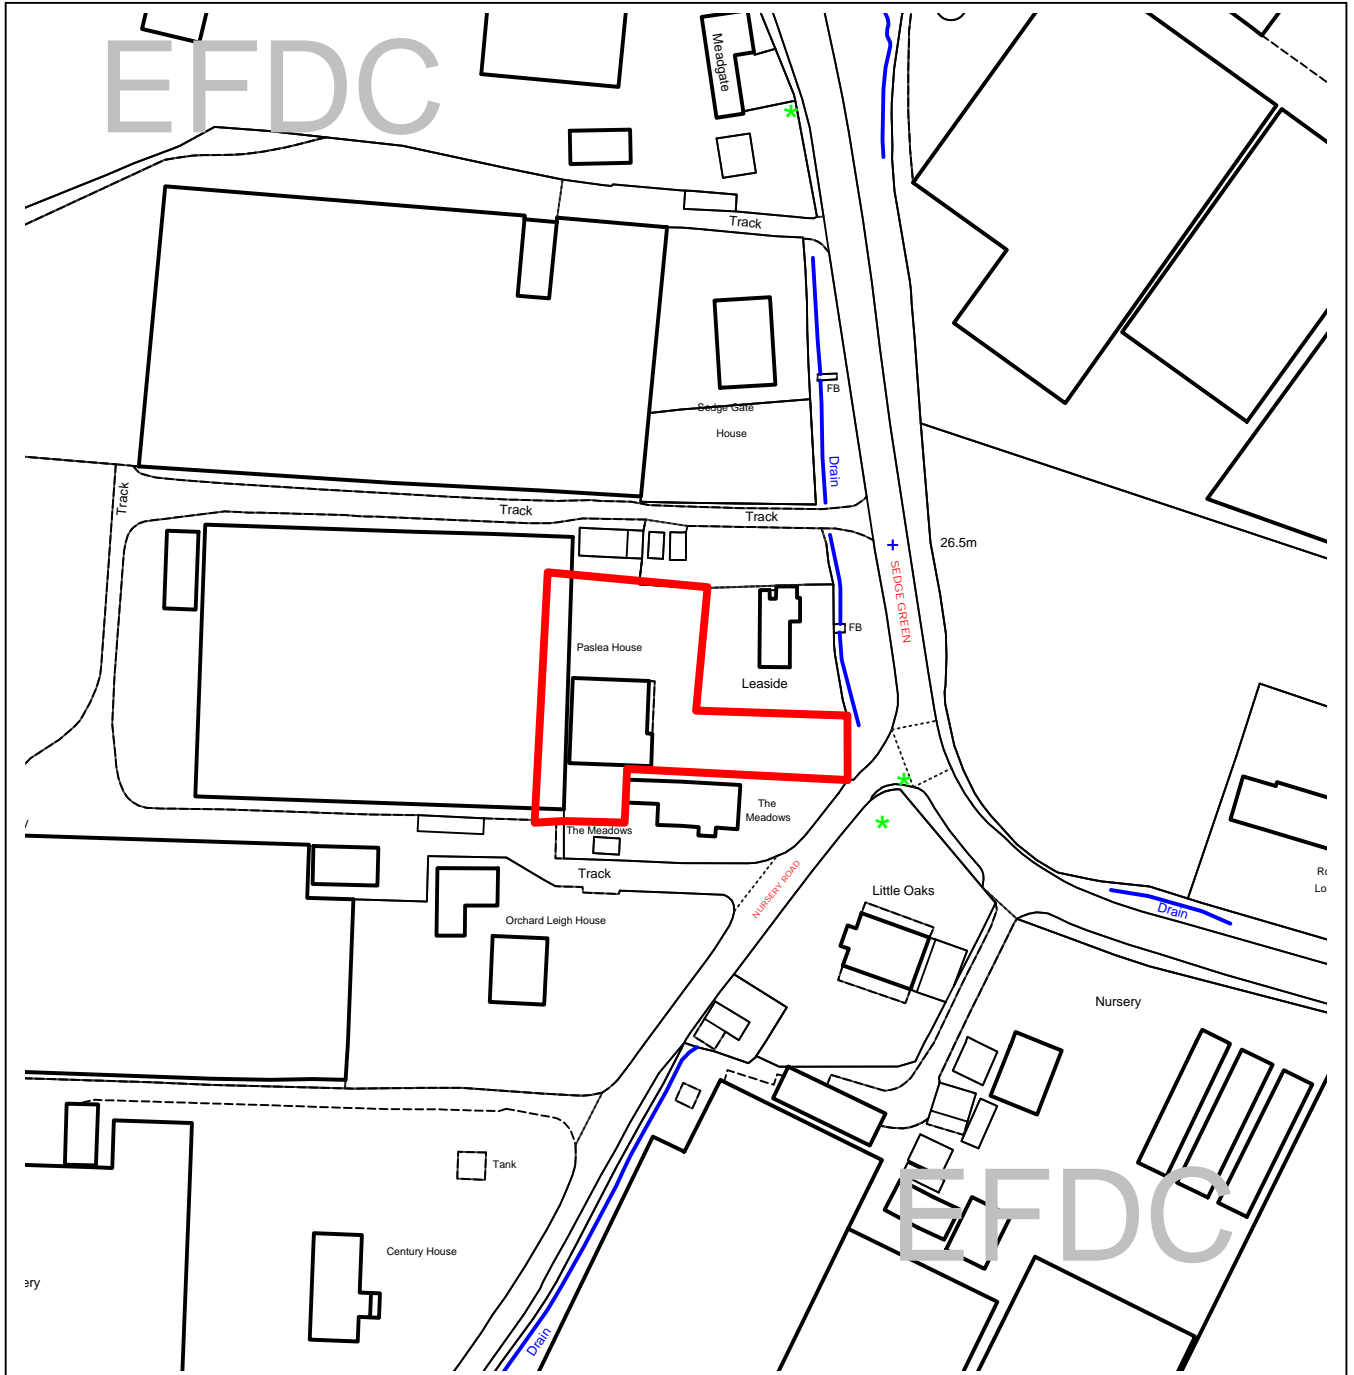 EFDC
Meadgate
Track
FB
Sedge Gate
House
Drain
Track
Track
Track
26.5m
SEDGE GREEN
FB
Paslea House
Leaside
The
Meadows
The Meadows
Track
NURSERY ROAD
Little Oaks
Orchard Leigh House
Drain
Nursery
Tank
EFDC
Century House
ery
Drain
Lo